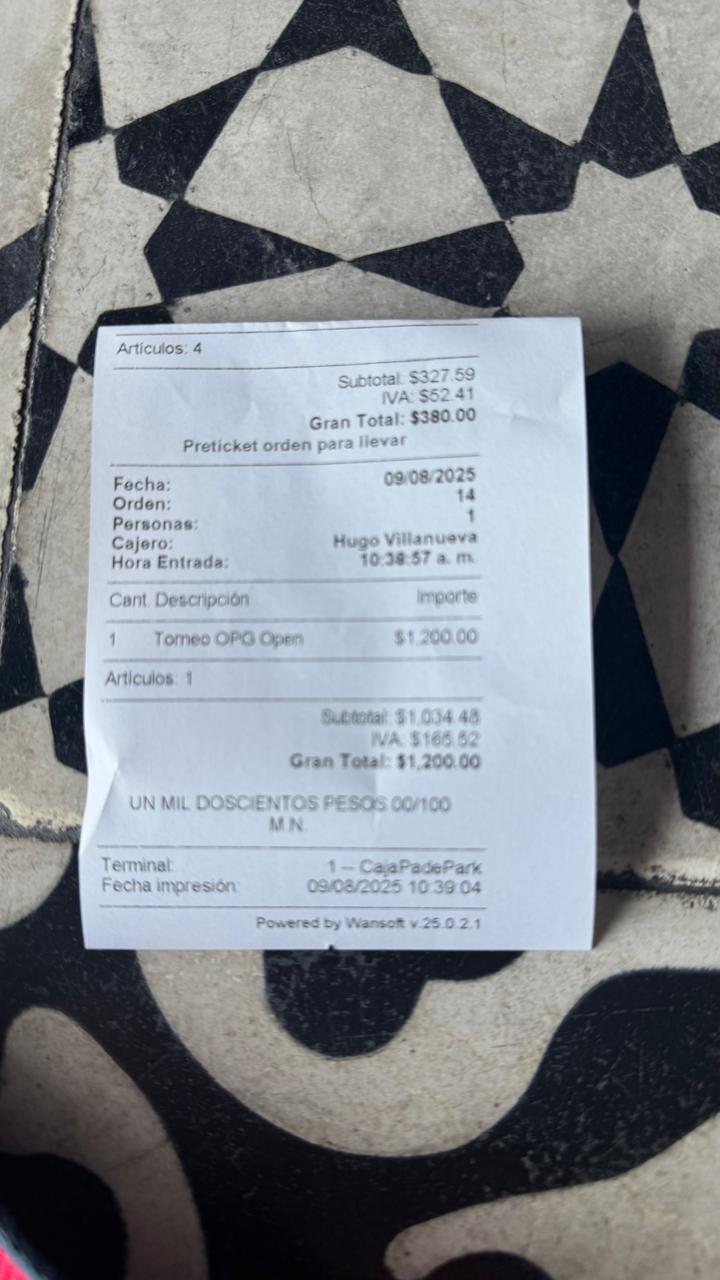 Artículos: 4
Subtotal: $327.59
IVA: $52.41
Gran Total: $380.00
Preticket orden para llevar
Fecha: 09/08/2025
Orden: 14
Personas: 1
Cajero: Hugo Villanueva
Hora Entrada: 10:38:57 a. m.
Cant. Descripción Importe
1 Torneo OPG Open $1,200.00
Artículos: 1
Subtotal: $1,034.48
IVA: $165.52
Gran Total: $1,200.00
UN MIL DOSCIENTOS PESOS 00/100
M.N.
Terminal: 1 – CajaPadePark
Fecha impresión: 09/08/2025 10:39:04
Powered by Wansoft v.25.0.2.1